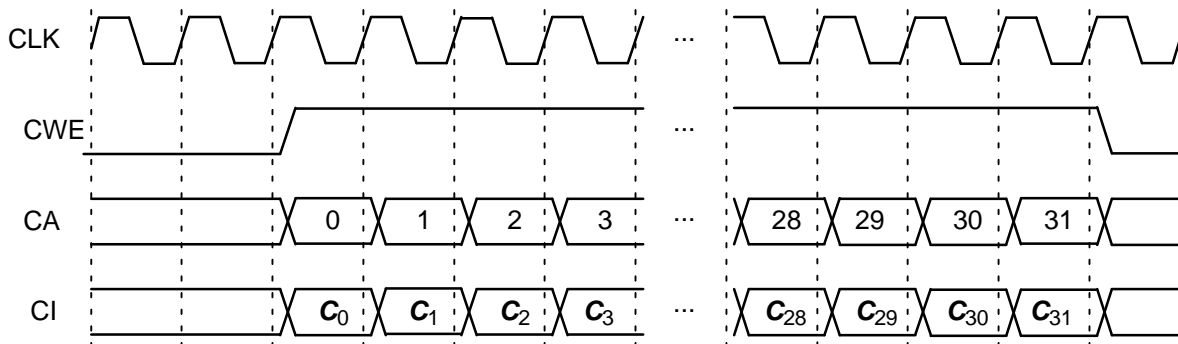 CLK ...
CWE ...
CA 0 1 2 3 ... 28 29 30 31
CI C0 C1 C2 C3 ... C28 C29 C30 C31